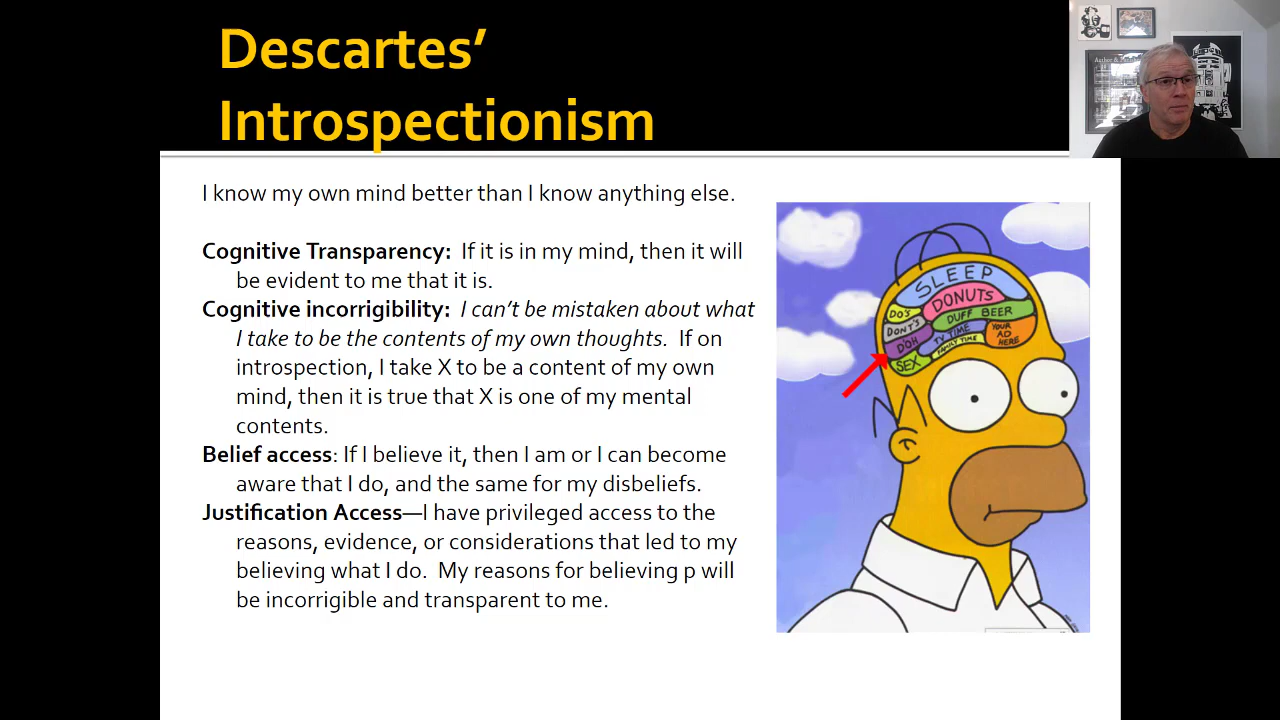 Descartes’
Introspectionism
I know my own mind better than I know anything else.
Cognitive Transparency:  If it is in my mind, then it will
be evident to me that it is.
Cognitive incorrigibility:  I can’t be mistaken about what
I take to be the contents of my own thoughts.  If on
introspection, I take X to be a content of my own
mind, then it is true that X is one of my mental
contents.
Belief access: If I believe it, then I am or I can become
aware that I do, and the same for my disbeliefs.
Justification Access—I have privileged access to the
reasons, evidence, or considerations that led to my
believing what I do.  My reasons for believing p will
be incorrigible and transparent to me.
SLEEP
DONUTS
DO'S
DUFF BEER
DONT'S
TV TIME
YOUR
AD
HERE
D'OH
FAMILY TIME
SEX
Author &